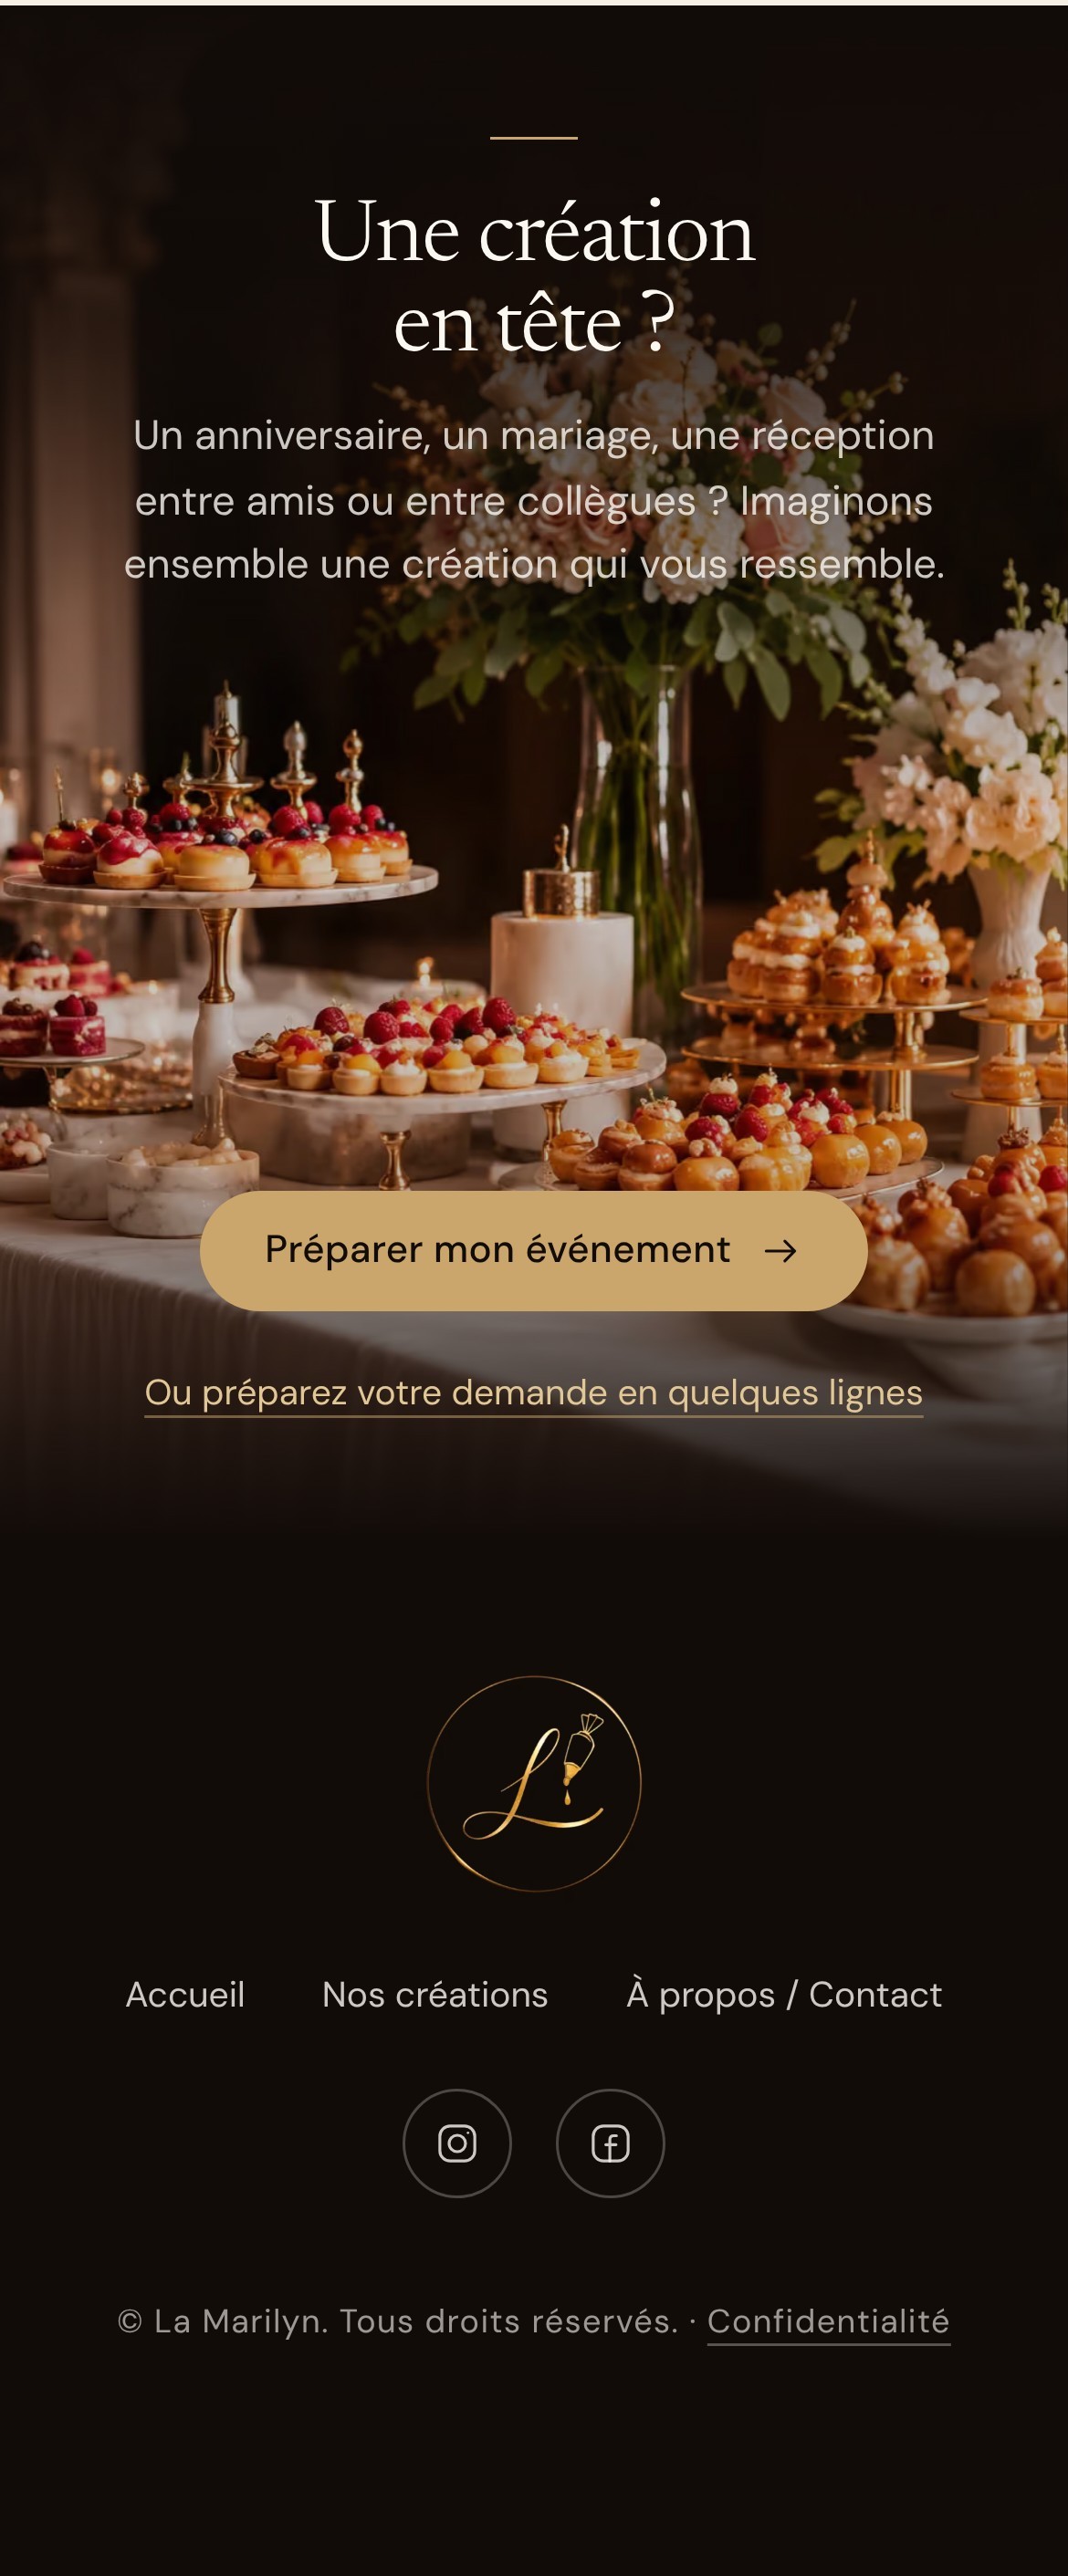 Une création
en tête ?
Un anniversaire, un mariage, une réception
entre amis ou entre collègues ? Imaginons
ensemble une création qui vous ressemble.
Préparer mon événement →
Ou préparez votre demande en quelques lignes
L
Accueil Nos créations À propos / Contact
© La Marilyn. Tous droits réservés. · Confidentialité